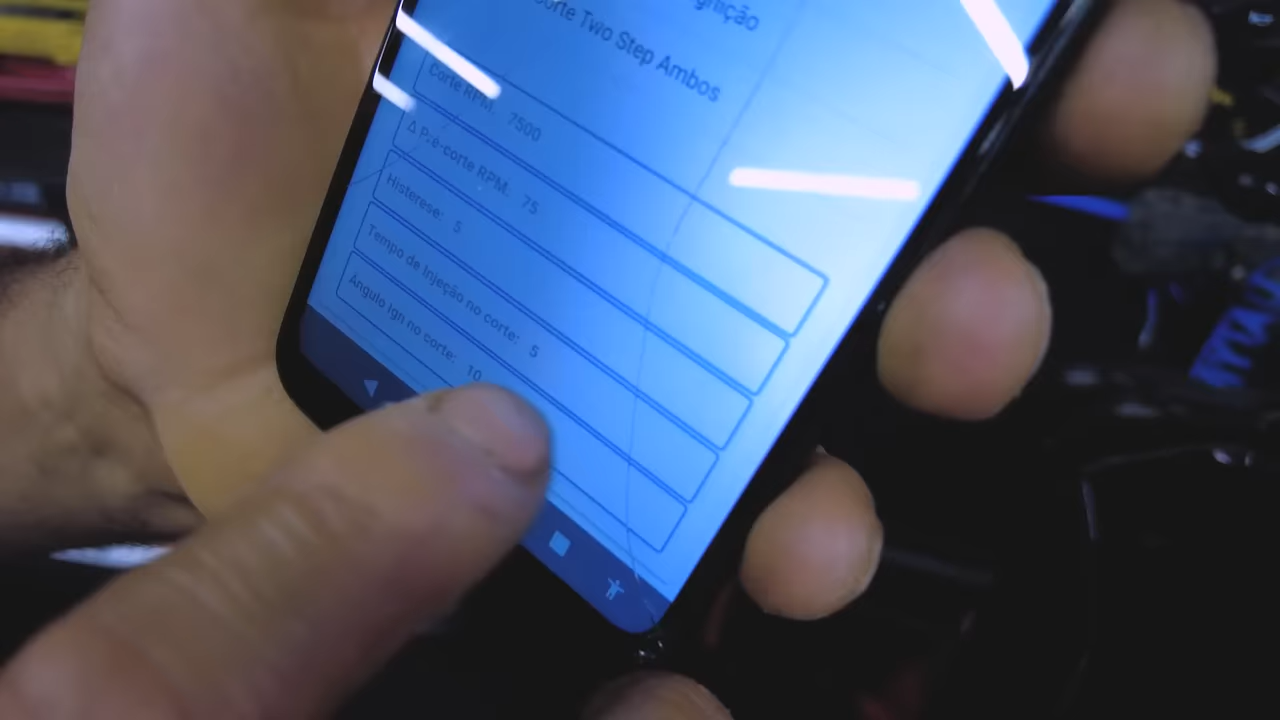 Corte Two Step Ambos
Corte RPM: 7500
Δ Pré-corte RPM: 75
Histerese: 5
Tempo de Injeção no corte: 5
Ângulo Ign no corte: 10